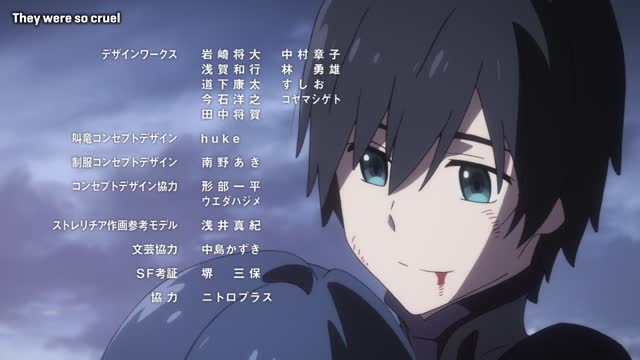 They were so cruel
デザインワークス 岩崎将大 中村章子
浅賀和行 林 勇雄
道下康太 すしお
今石洋之 コヤマシゲト
田中将賀
叫竜コンセプトデザイン huke
制服コンセプトデザイン 南野あき
コンセプトデザイン協力 形部一平
ウエダハジメ
ストレリチア作画参考モデル 浅井真紀
文芸協力 中島かずき
SF考証 堺 三保
協力 ニトロプラス